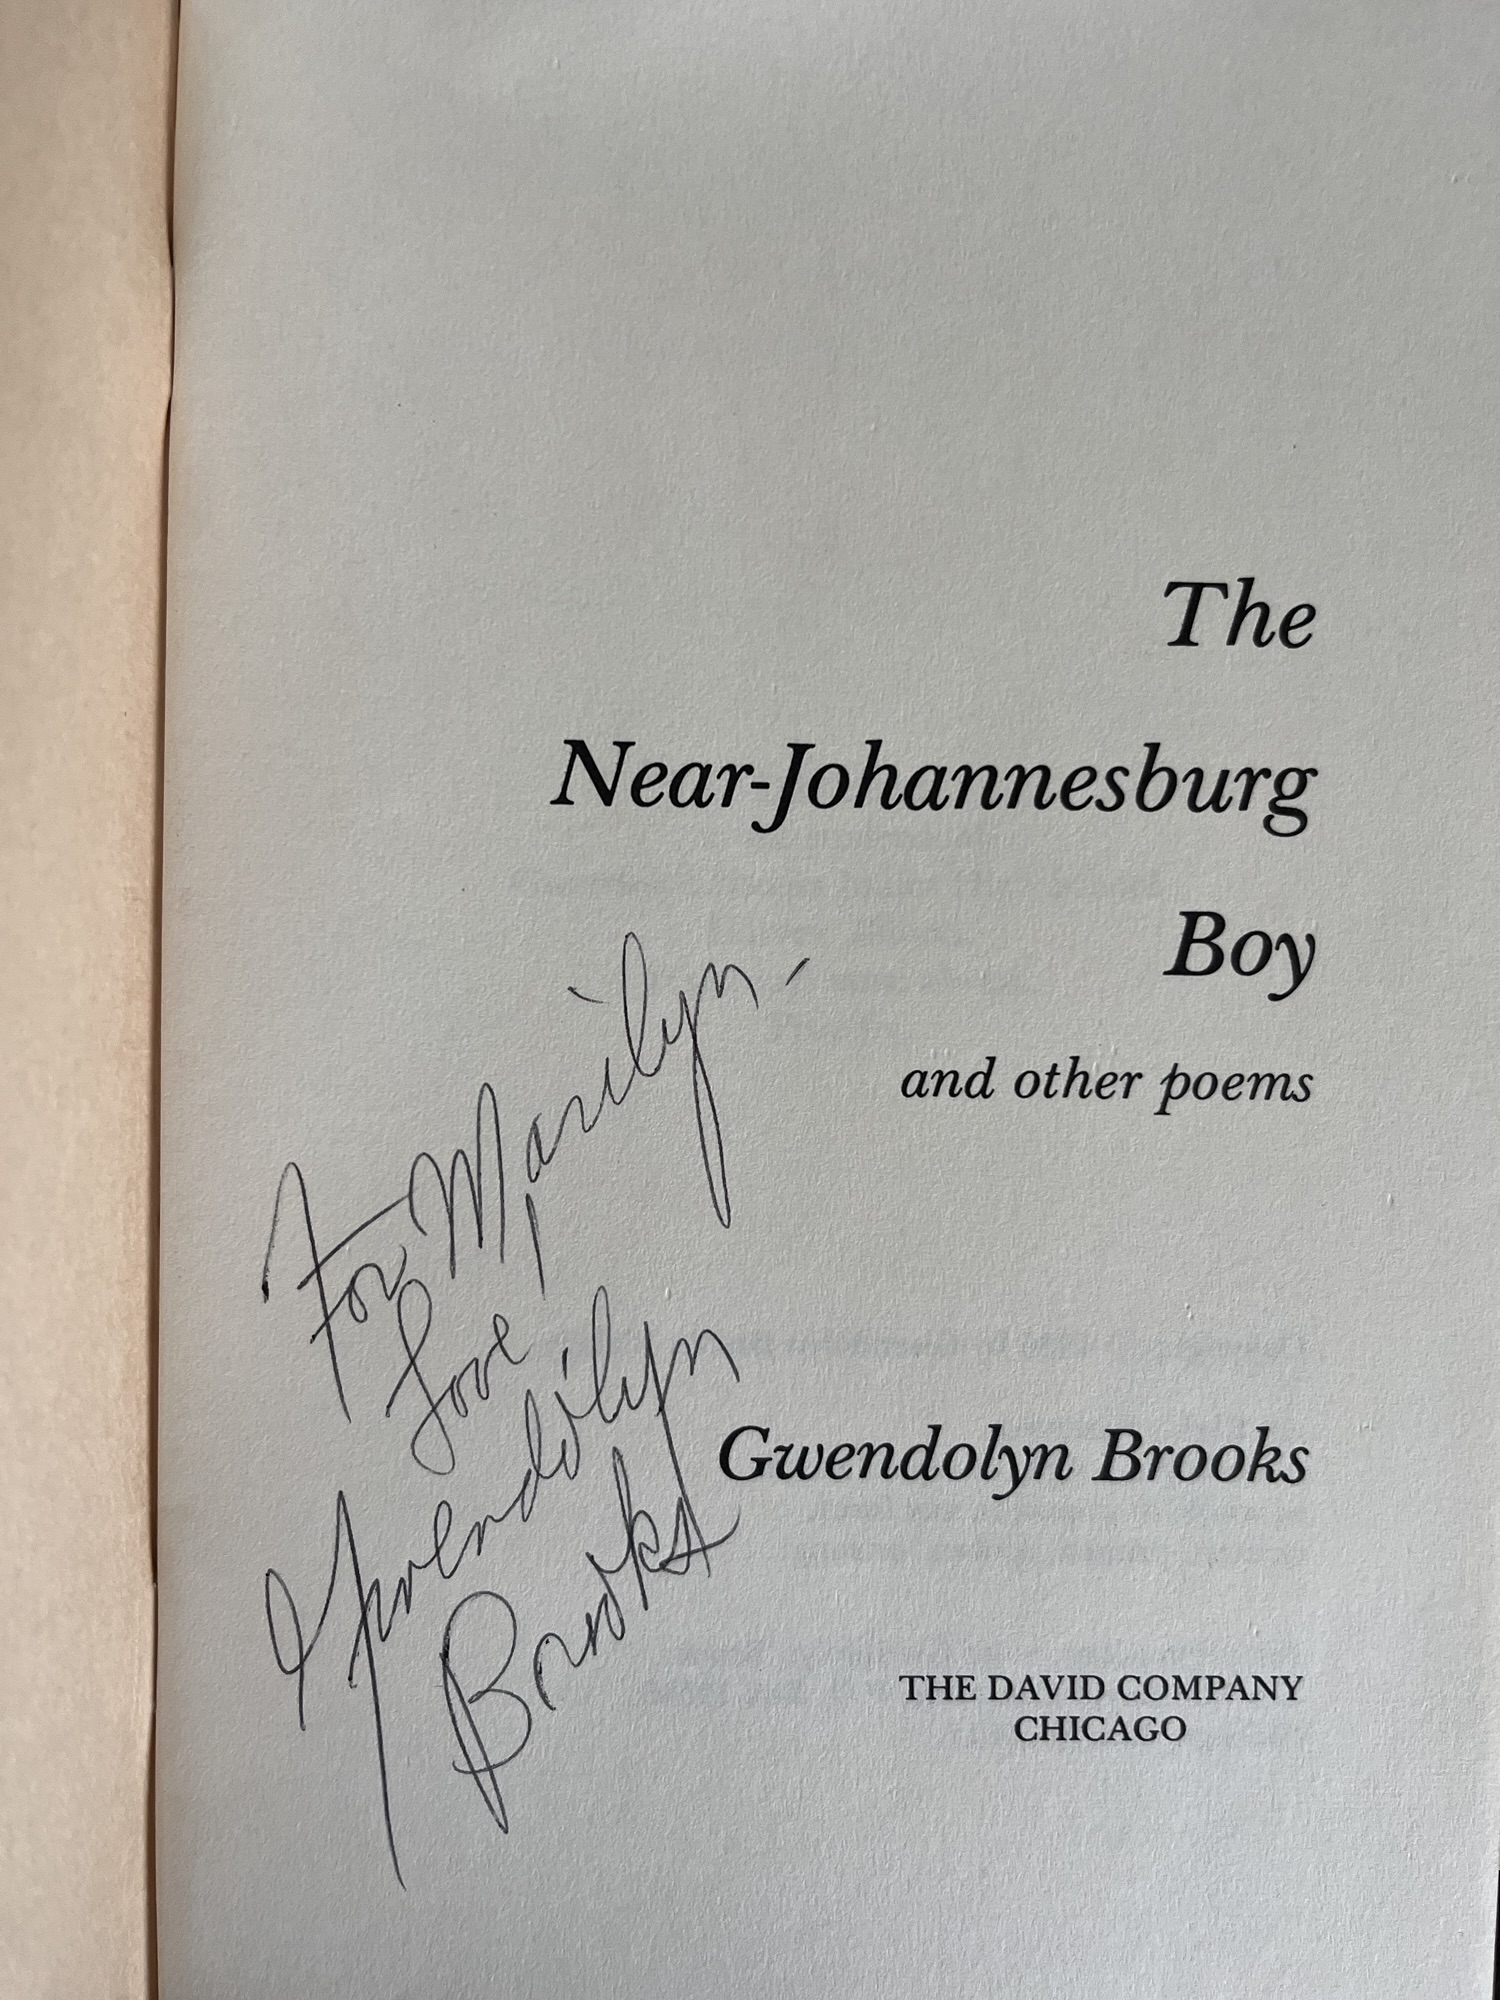 The
Near-Johannesburg
Boy
and other poems
For Marilyn -
Love,
Gwendolyn
Brooks
Gwendolyn Brooks
THE DAVID COMPANY
CHICAGO